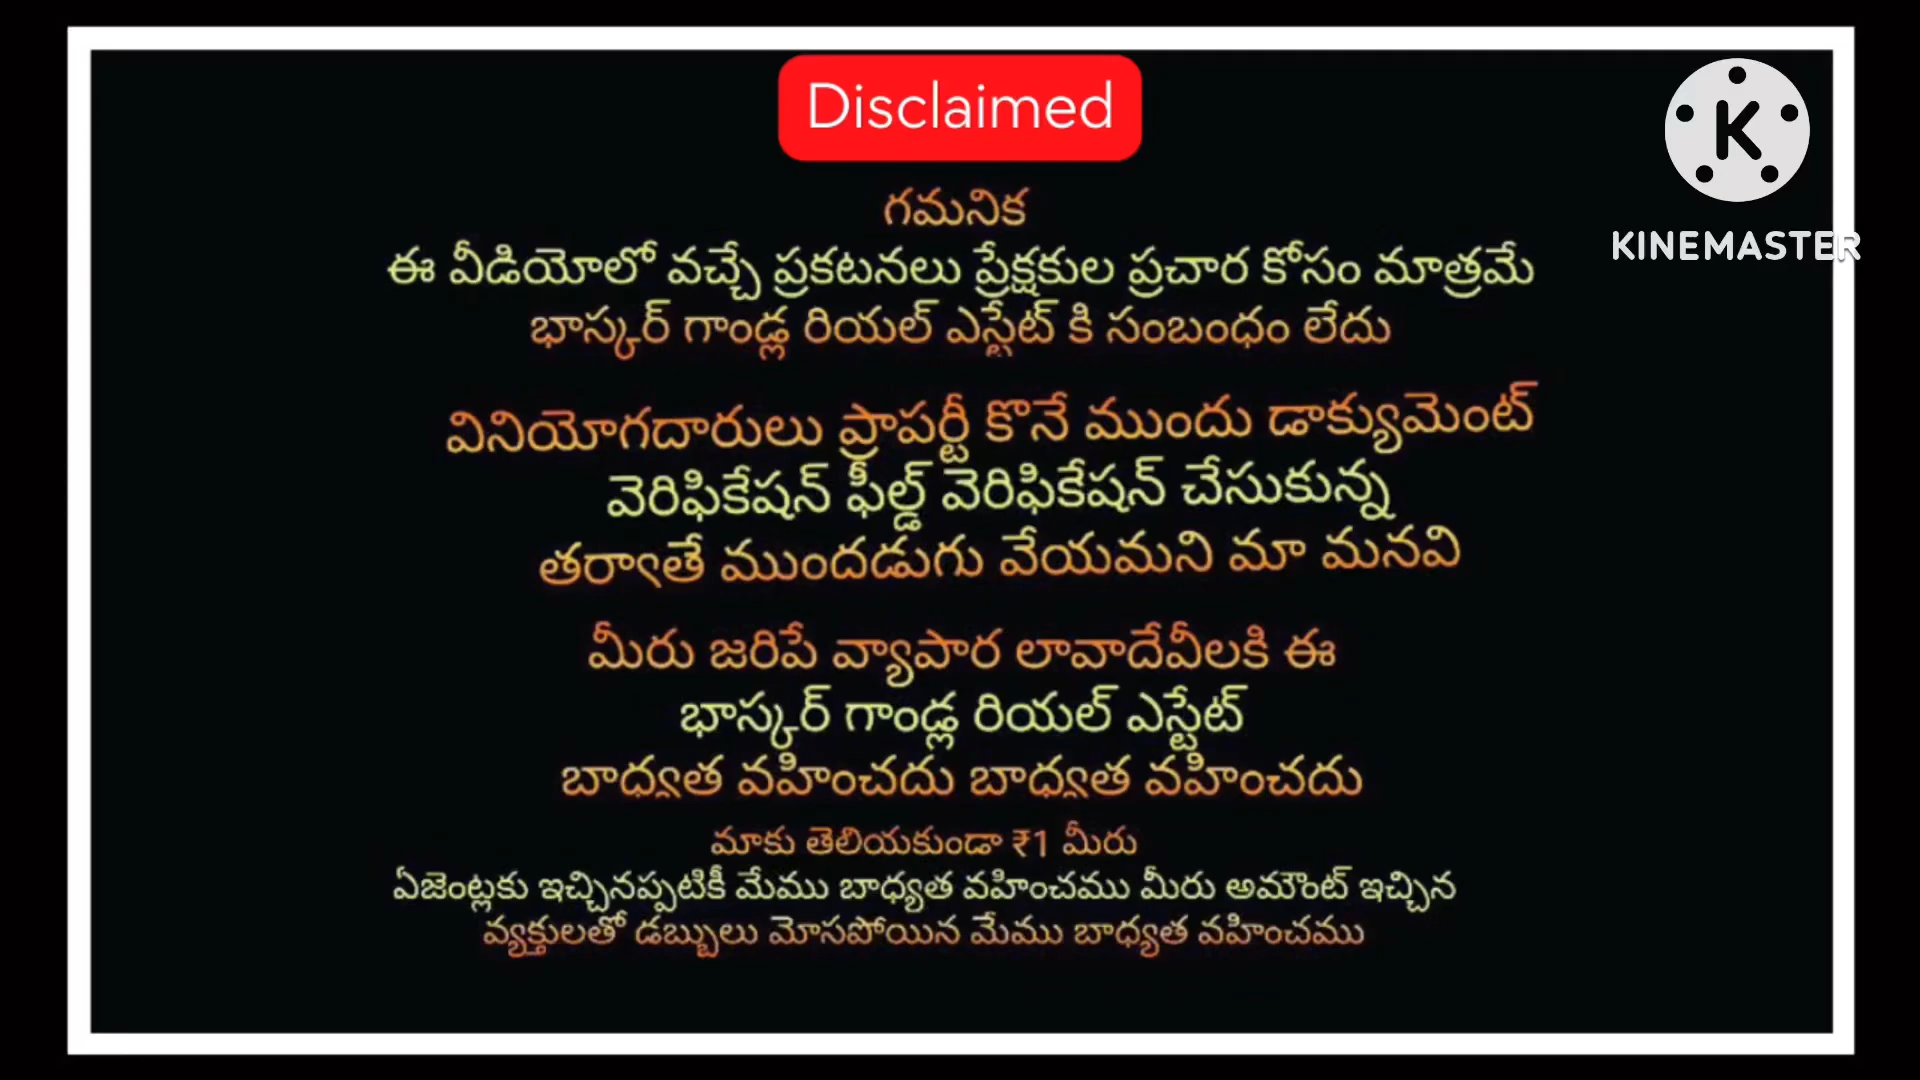 Disclaimed
K
KINEMASTER
గమనిక
ఈ వీడియోలో వచ్చే ప్రకటనలు ప్రేక్షకుల ప్రచార కోసం మాత్రమే
భాస్కర్ గాండ్ల రియల్ ఎస్టేట్ కి సంబంధం లేదు
వినియోగదారులు ప్రాపర్టీ కొనే ముందు డాక్యుమెంట్
వెరిఫికేషన్ ఫీల్డ్ వెరిఫికేషన్ చేసుకున్న
తర్వాతే ముందడుగు వేయమని మా మనవి
మీరు జరిపే వ్యాపార లావాదేవీలకి ఈ
భాస్కర్ గాండ్ల రియల్ ఎస్టేట్
బాధ్యత వహించదు బాధ్యత వహించదు
మాకు తెలియకుండా ₹1 మీరు
ఏజెంట్లకు ఇచ్చినప్పటికీ మేము బాధ్యత వహించము మీరు అమౌంట్ ఇచ్చిన
వ్యక్తులతో డబ్బులు మోసపోయిన మేము బాధ్యత వహించము